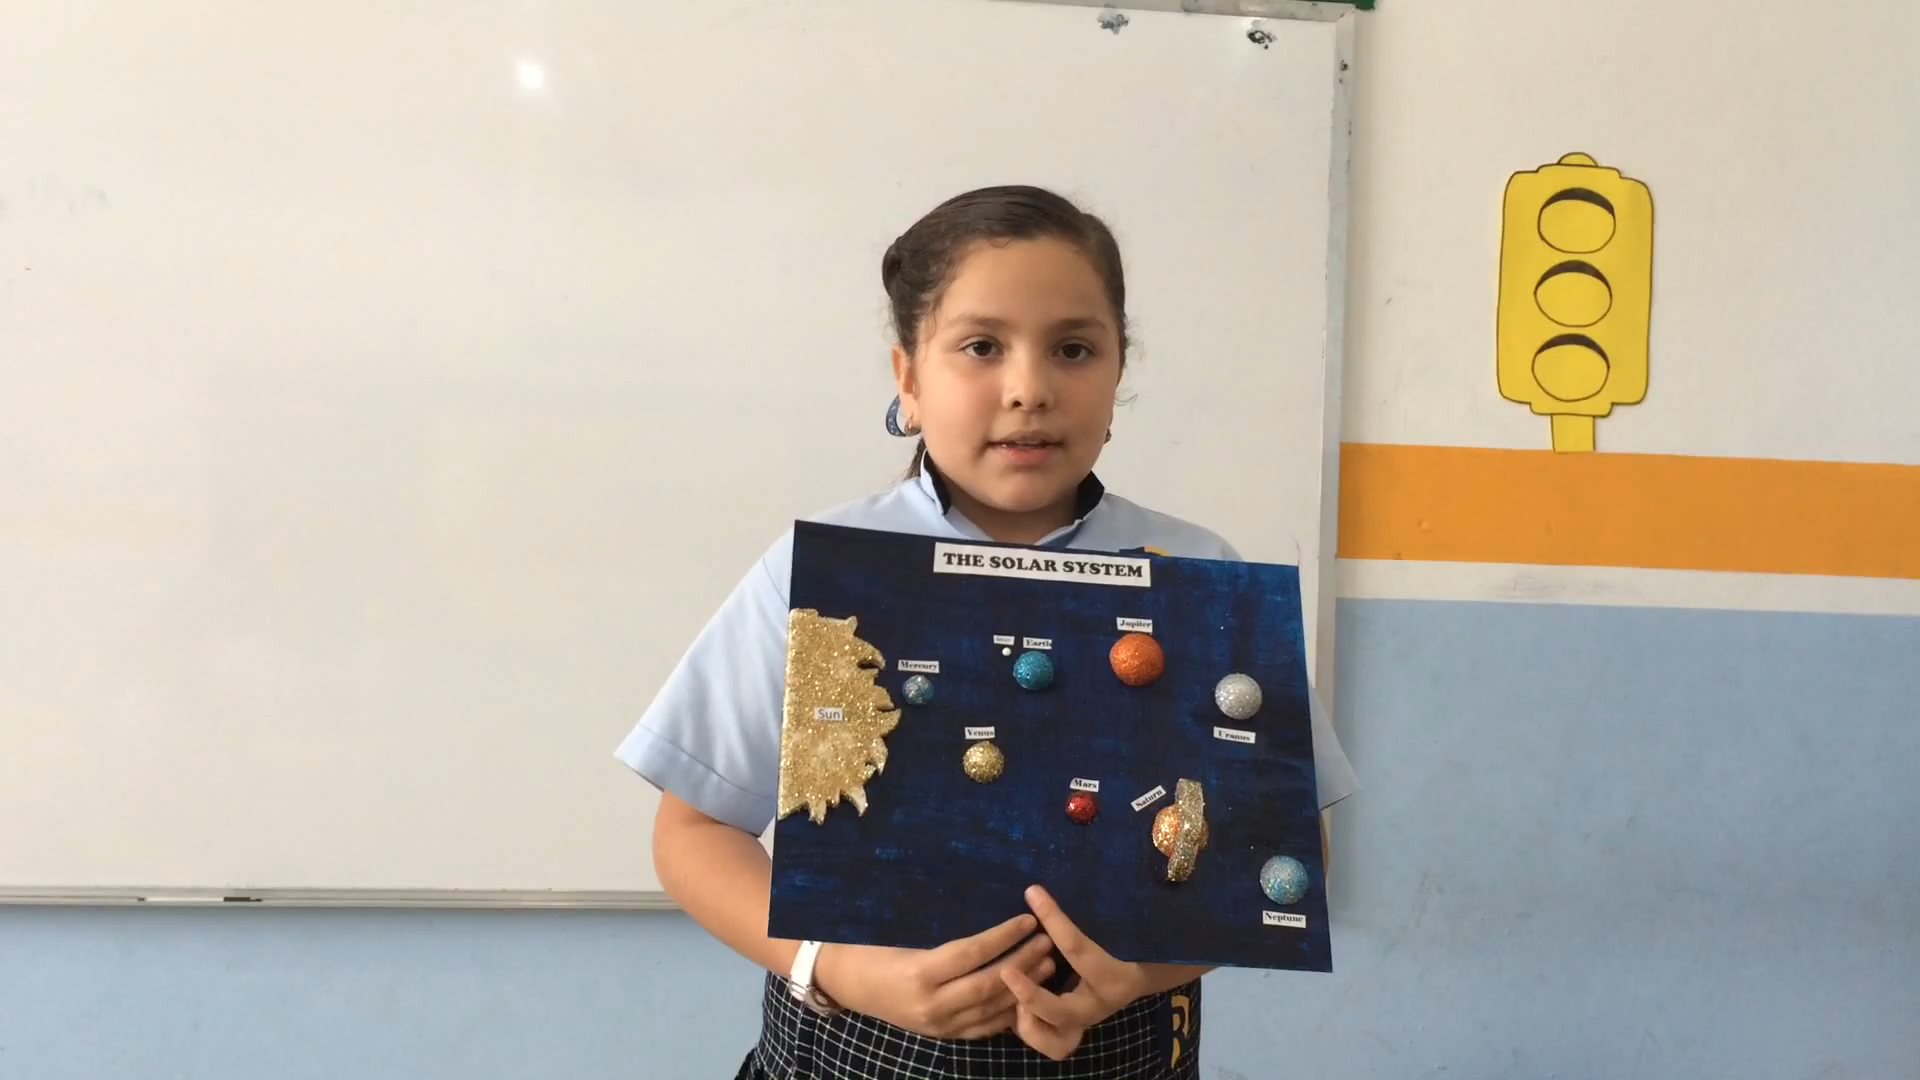 THE SOLAR SYSTEM
Sun
Mercury
Venus
Earth
Mars
Jupiter
Saturn
Uranus
Neptune